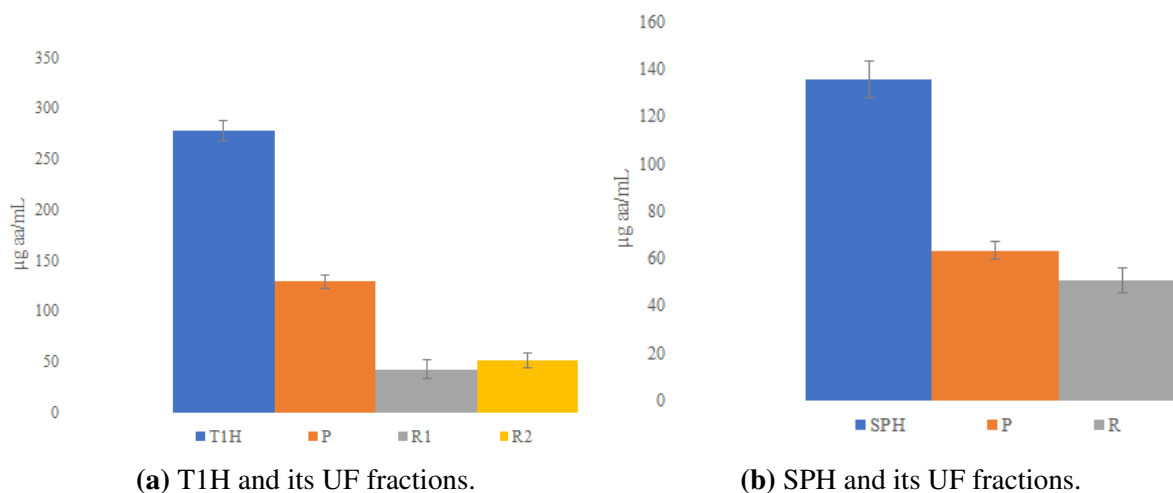 350
300
250
200
150
100
50
0
µg aa/mL
T1H P R1 R2
(a) T1H and its UF fractions.
160
140
120
100
80
60
40
20
0
µg aa/mL
SPH P R
(b) SPH and its UF fractions.